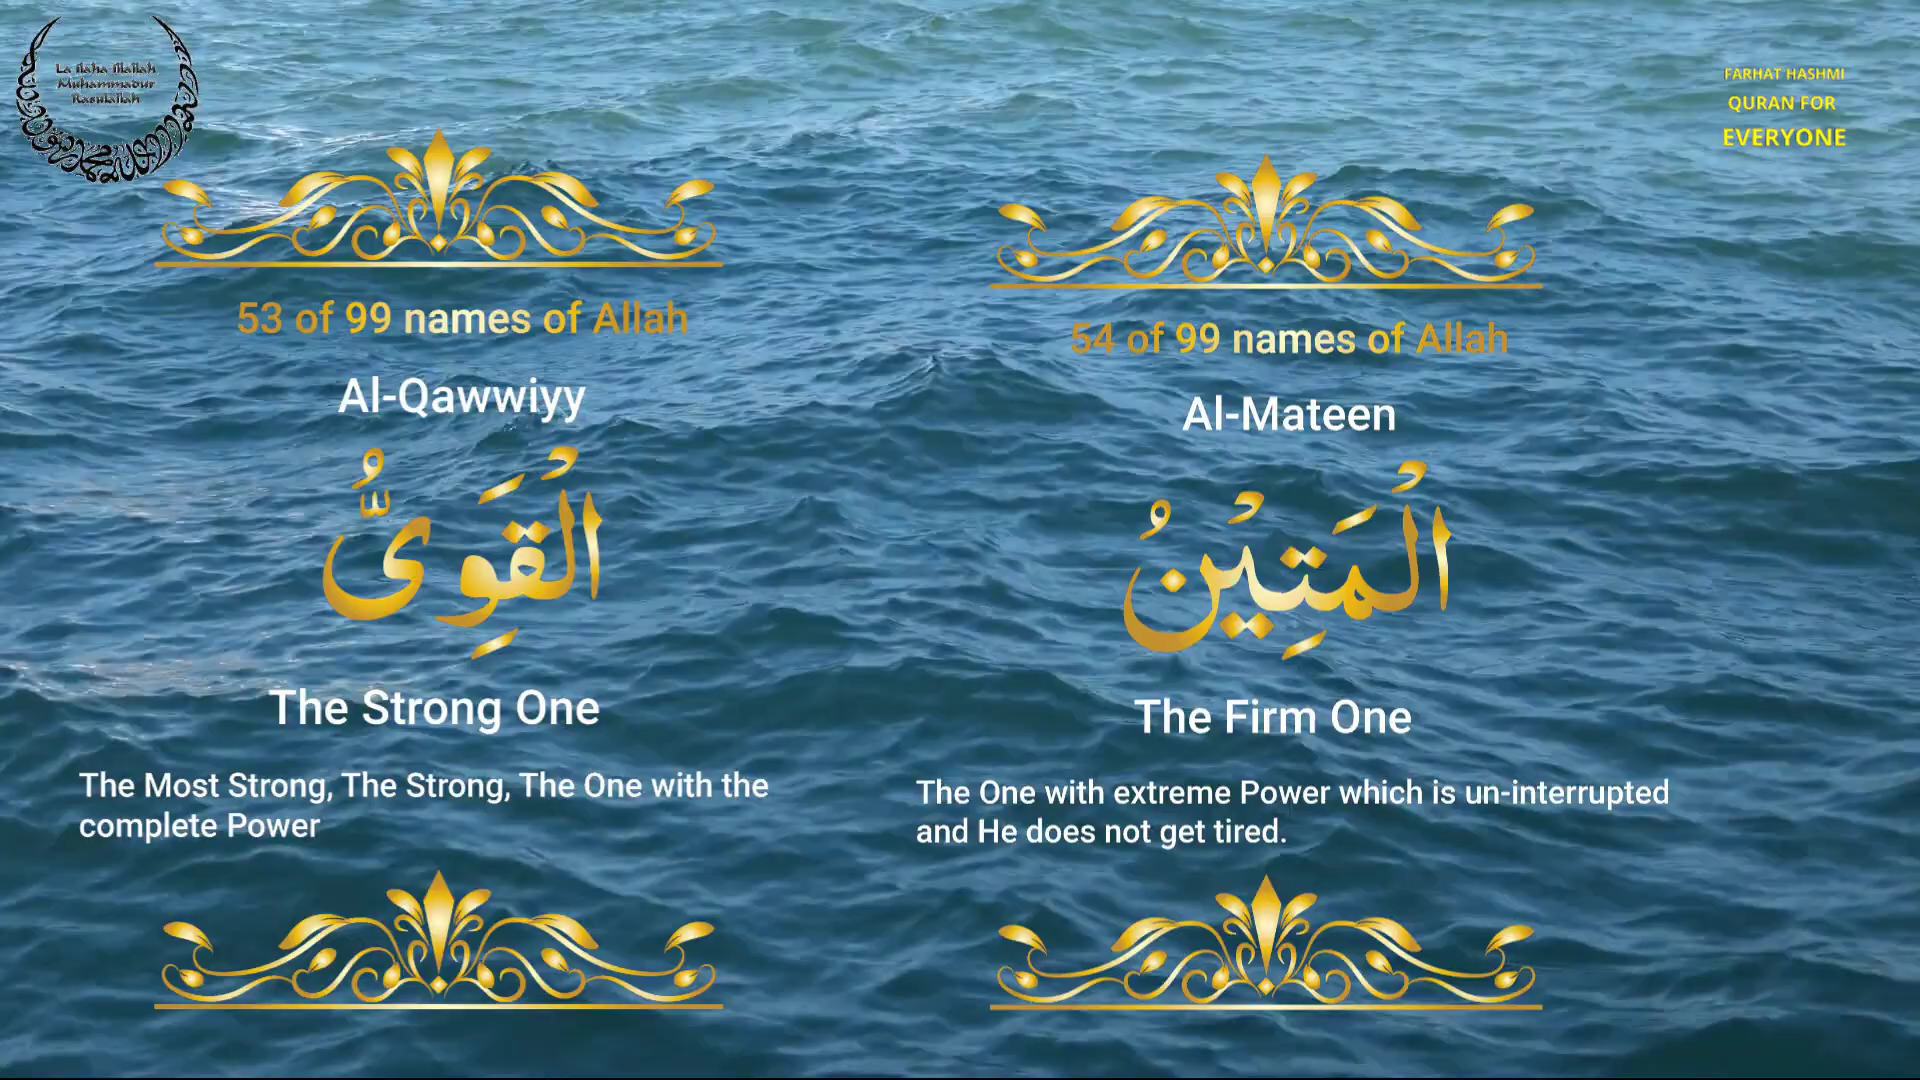 La ilaha illallah
Muhammadur
Rasulallah
FARHAT HASHMI
QURAN FOR
EVERYONE
53 of 99 names of Allah
Al-Qawwiyy
الْقَوِىُّ
The Strong One
The Most Strong, The Strong, The One with the
complete Power
54 of 99 names of Allah
Al-Mateen
الْمَتِيْنُ
The Firm One
The One with extreme Power which is un-interrupted
and He does not get tired.